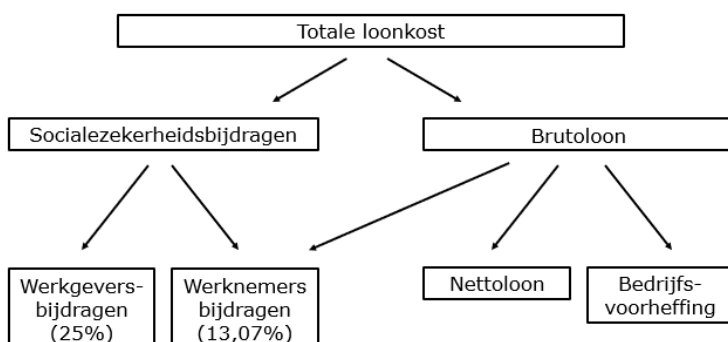 Totale loonkost
Socialezekerheidsbijdragen
Brutoloon
Werkgevers-
bijdragen
(25%)
Werknemers
bijdragen
(13,07%)
Nettoloon
Bedrijfs-
voorheffing